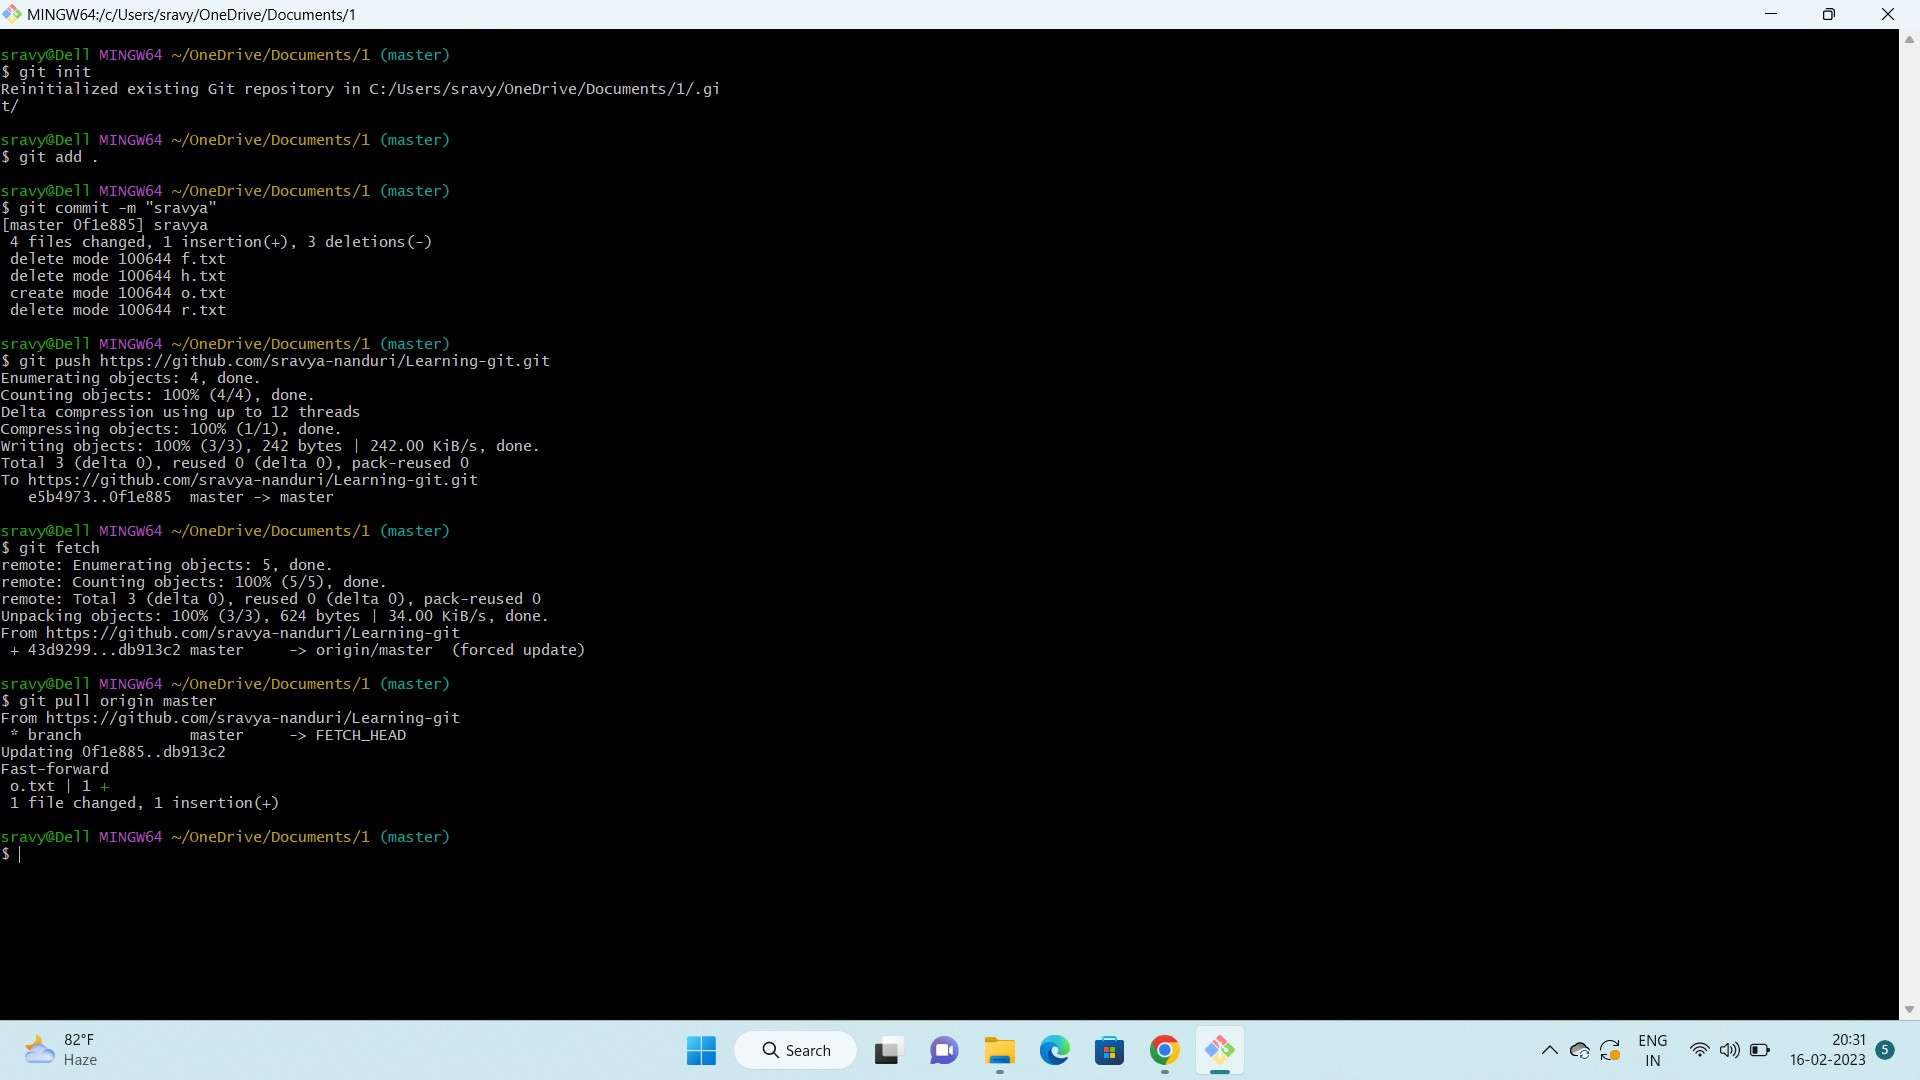 MINGW64:/c/Users/sravy/OneDrive/Documents/1
sravy@Dell MINGW64 ~/OneDrive/Documents/1 (master)
$ git init
Reinitialized existing Git repository in C:/Users/sravy/OneDrive/Documents/1/.gi
t/
sravy@Dell MINGW64 ~/OneDrive/Documents/1 (master)
$ git add .
sravy@Dell MINGW64 ~/OneDrive/Documents/1 (master)
$ git commit -m "sravya"
[master 0f1e885] sravya
 4 files changed, 1 insertion(+), 3 deletions(-)
 delete mode 100644 f.txt
 delete mode 100644 h.txt
 create mode 100644 o.txt
 delete mode 100644 r.txt
sravy@Dell MINGW64 ~/OneDrive/Documents/1 (master)
$ git push https://github.com/sravya-nanduri/Learning-git.git
Enumerating objects: 4, done.
Counting objects: 100% (4/4), done.
Delta compression using up to 12 threads
Compressing objects: 100% (1/1), done.
Writing objects: 100% (3/3), 242 bytes | 242.00 KiB/s, done.
Total 3 (delta 0), reused 0 (delta 0), pack-reused 0
To https://github.com/sravya-nanduri/Learning-git.git
   e5b4973..0f1e885  master -> master
sravy@Dell MINGW64 ~/OneDrive/Documents/1 (master)
$ git fetch
remote: Enumerating objects: 5, done.
remote: Counting objects: 100% (5/5), done.
remote: Total 3 (delta 0), reused 0 (delta 0), pack-reused 0
Unpacking objects: 100% (3/3), 624 bytes | 34.00 KiB/s, done.
From https://github.com/sravya-nanduri/Learning-git
 + 43d9299...db913c2 master     -> origin/master  (forced update)
sravy@Dell MINGW64 ~/OneDrive/Documents/1 (master)
$ git pull origin master
From https://github.com/sravya-nanduri/Learning-git
 * branch            master     -> FETCH_HEAD
Updating 0f1e885..db913c2
Fast-forward
 o.txt | 1 +
 1 file changed, 1 insertion(+)
sravy@Dell MINGW64 ~/OneDrive/Documents/1 (master)
$
82°F
Haze
Search
ENG
IN
20:31
16-02-2023
5